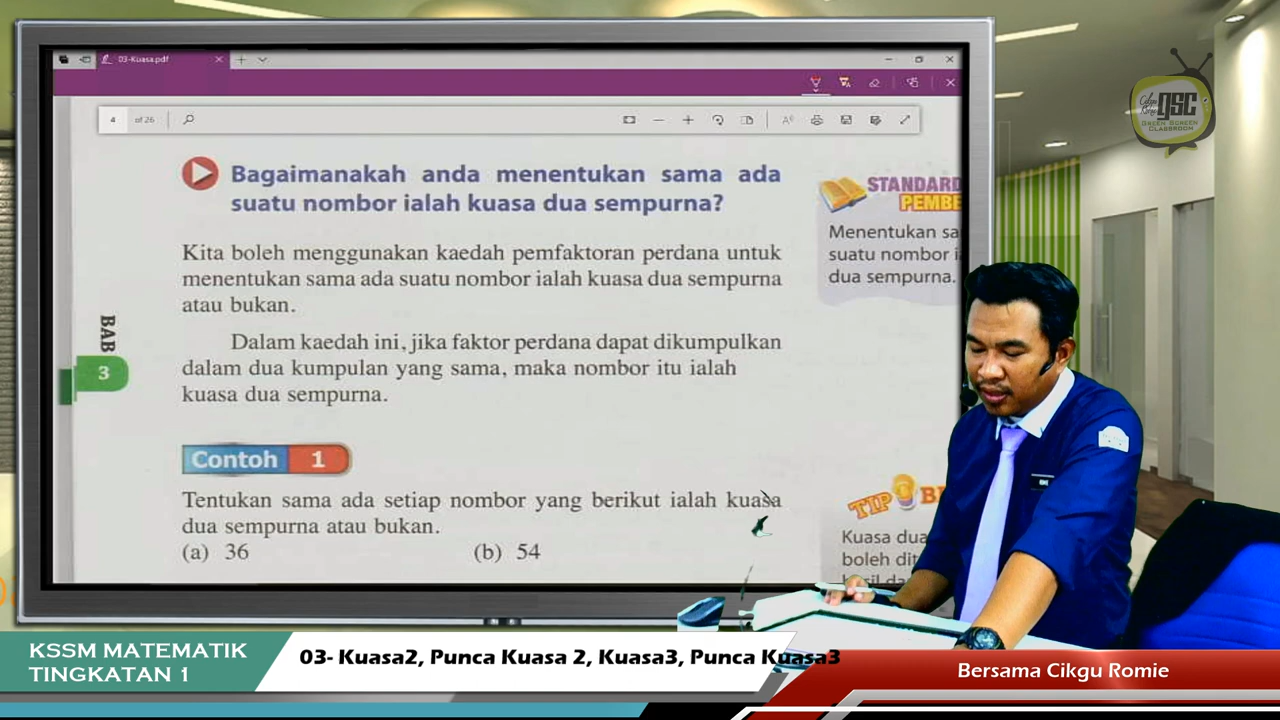 03-Kuasa.pdf
4 of 26
Bagaimanakah anda menentukan sama ada
suatu nombor ialah kuasa dua sempurna?
Kita boleh menggunakan kaedah pemfaktoran perdana untuk
menentukan sama ada suatu nombor ialah kuasa dua sempurna
atau bukan.
Dalam kaedah ini, jika faktor perdana dapat dikumpulkan
dalam dua kumpulan yang sama, maka nombor itu ialah
kuasa dua sempurna.
BAB
3
Contoh 1
Tentukan sama ada setiap nombor yang berikut ialah kuasa
dua sempurna atau bukan.
(a) 36 (b) 54
STANDARD
PEMBE
Menentukan sa
suatu nombor i
dua sempurna.
TIP B
Kuasa dua
boleh dit
GSC
GREEN SCREEN
CLASSROOM
KSSM MATEMATIK
TINGKATAN 1
03- Kuasa2, Punca Kuasa 2, Kuasa3, Punca Kuasa3
Bersama Cikgu Romie